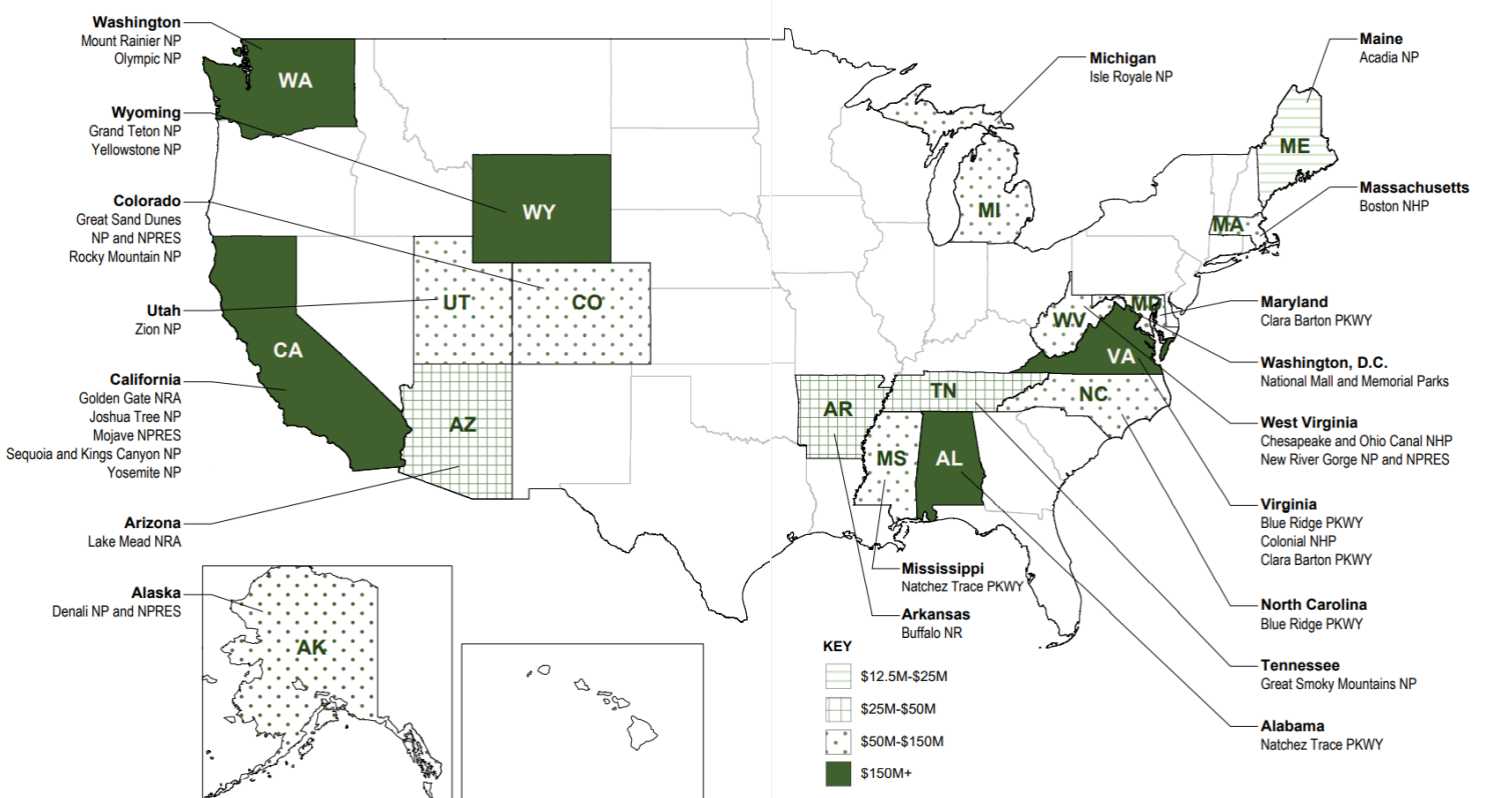 Washington
Mount Rainier NP
Olympic NP
Wyoming
Grand Teton NP
Yellowstone NP
Colorado
Great Sand Dunes
NP and NPRES
Rocky Mountain NP
Utah
Zion NP
California
Golden Gate NRA
Joshua Tree NP
Mojave NPRES
Sequoia and Kings Canyon NP
Yosemite NP
Arizona
Lake Mead NRA
Alaska
Denali NP and NPRES
WA
WY
UT
CO
CA
AZ
AK
MI
ME
MA
MD
WV
VA
TN
NC
AR
MS
AL
Michigan
Isle Royale NP
Maine
Acadia NP
Massachusetts
Boston NHP
Maryland
Clara Barton PKWY
Washington, D.C.
National Mall and Memorial Parks
West Virginia
Chesapeake and Ohio Canal NHP
New River Gorge NP and NPRES
Virginia
Blue Ridge PKWY
Colonial NHP
Clara Barton PKWY
North Carolina
Blue Ridge PKWY
Tennessee
Great Smoky Mountains NP
Alabama
Natchez Trace PKWY
Mississippi
Natchez Trace PKWY
Arkansas
Buffalo NR
KEY
$12.5M-$25M
$25M-$50M
$50M-$150M
$150M+